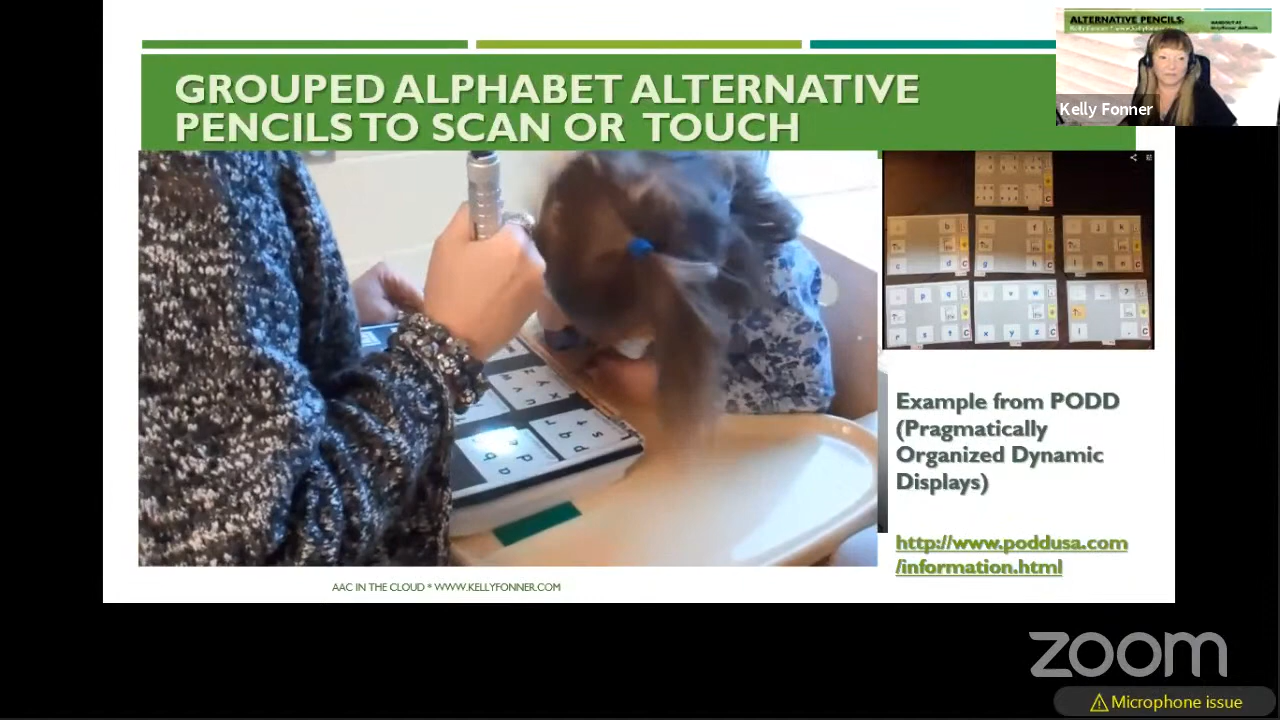 GROUPED ALPHABET ALTERNATIVE
PENCILS TO SCAN OR TOUCH
ALTERNATIVE PENCILS:
Kelly Fonner
b
c d
f
g h
j k
l m n
p q
r s t
v w
x y z
?
C
Example from PODD
(Pragmatically
Organized Dynamic
Displays)
http://www.poddusa.com
/information.html
AAC IN THE CLOUD * WWW.KELLYFONNER.COM
zoom
Microphone issue